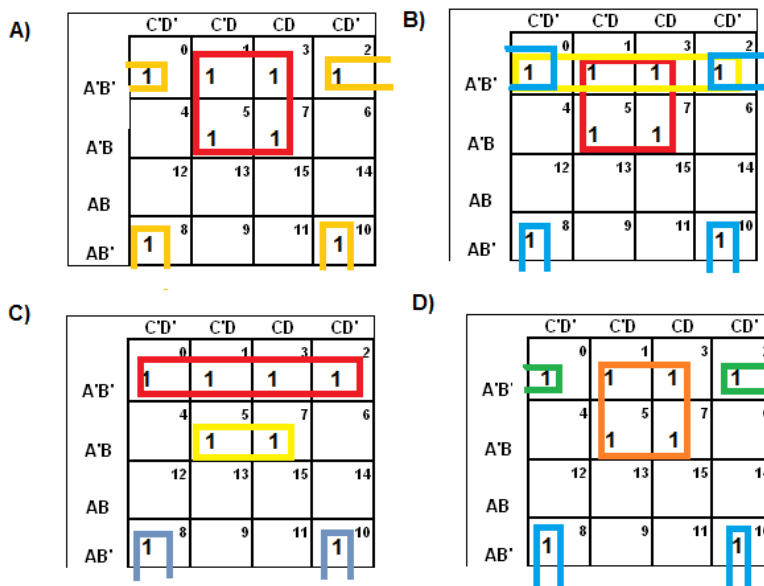 A)
C'D' C'D CD CD'
0 1 3 2
A'B' 1 1 1 1
4 5 7 6
A'B 1 1
12 13 15 14
AB
8 9 11 10
AB' 1 1
B)
C'D' C'D CD CD'
0 1 3 2
A'B' 1 1 1 1
4 5 7 6
A'B 1 1
12 13 15 14
AB
8 9 11 10
AB' 1 1
C)
C'D' C'D CD CD'
0 1 3 2
A'B' 1 1 1 1
4 5 7 6
A'B 1 1
12 13 15 14
AB
8 9 11 10
AB' 1 1
D)
C'D' C'D CD CD'
0 1 3
A'B' 1 1 1 1
4 5 7
A'B 1 1
12 13 15 14
AB
8 9 11 10
AB' 1 1